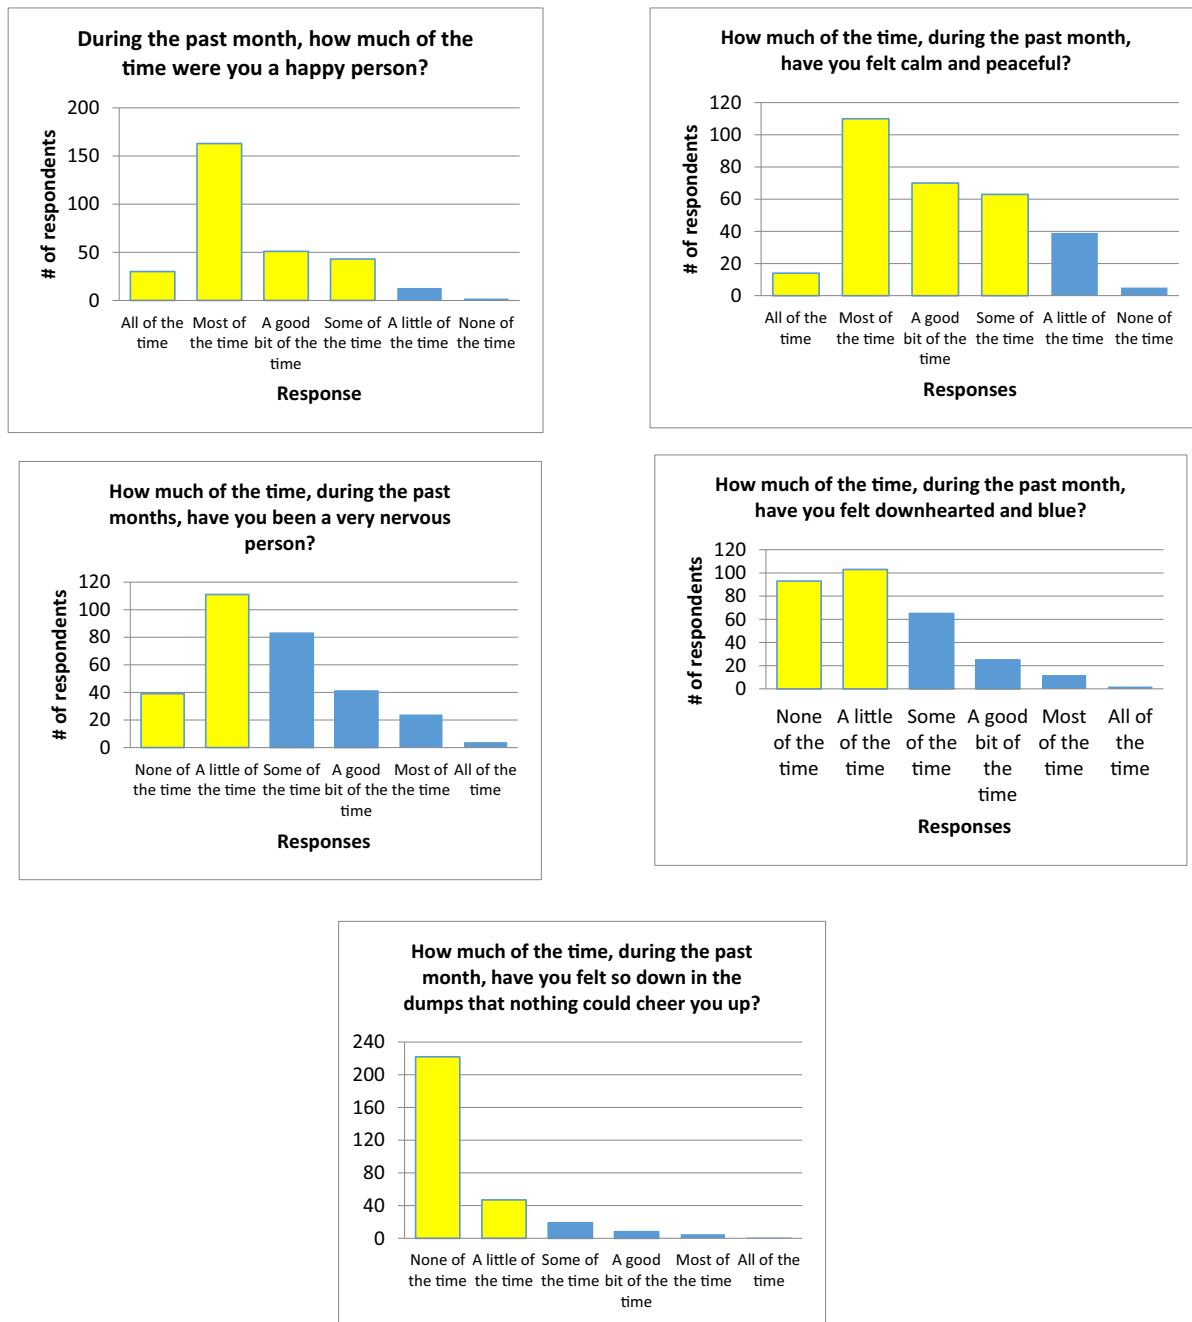 During the past month, how much of the
time were you a happy person?
# of respondents
200
150
100
50
0
All of the Most of A good Some of A little of None of
time the time bit of the the time the time the time
time
Response
How much of the time, during the past month,
have you felt calm and peaceful?
# of respondents
120
100
80
60
40
20
0
All of the Most of A good Some of A little of None of
time the time bit of the the time the time the time
time
Responses
How much of the time, during the past
months, have you been a very nervous
person?
# of respondents
120
100
80
60
40
20
0
None of A little of Some of A good Most of All of the
the time the time the time bit of the the time time
time
Responses
How much of the time, during the past month,
have you felt downhearted and blue?
# of respondents
120
100
80
60
40
20
0
None A little Some A good Most All of
of the of the of the bit of of the the
time time time the time time
time
Responses
How much of the time, during the past
month, have you felt so down in the
dumps that nothing could cheer you up?
240
200
160
120
80
40
0
None of A little of Some of A good Most of All of the
the time the time the time bit of the the time time
time